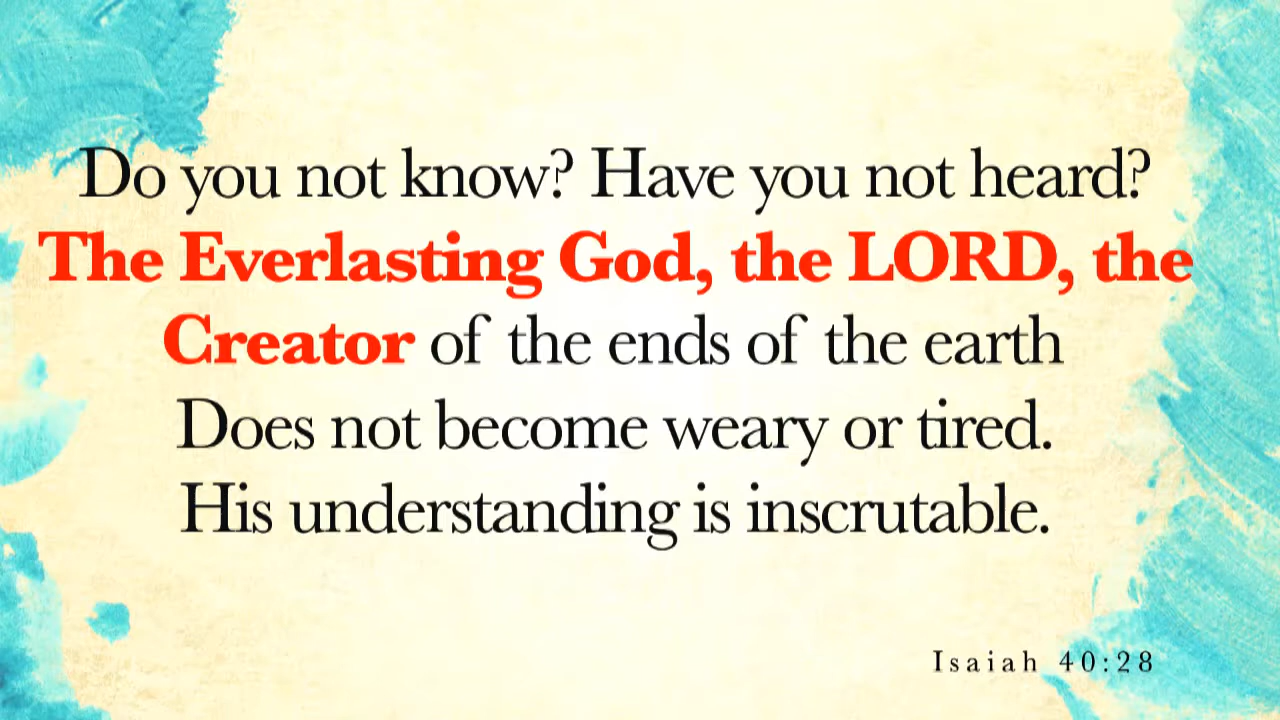 Do you not know? Have you not heard?
The Everlasting God, the LORD, the
Creator of the ends of the earth
Does not become weary or tired.
His understanding is inscrutable.
Isaiah 40:28